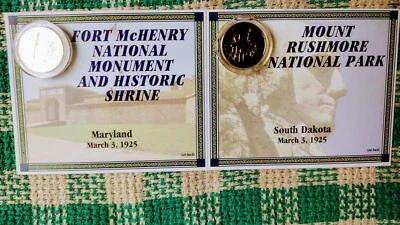 FORT McHENRY
NATIONAL
MONUMENT
AND HISTORIC
SHRINE
Maryland
March 3, 1925
MOUNT
RUSHMORE
NATIONAL PARK
South Dakota
March 3, 1925